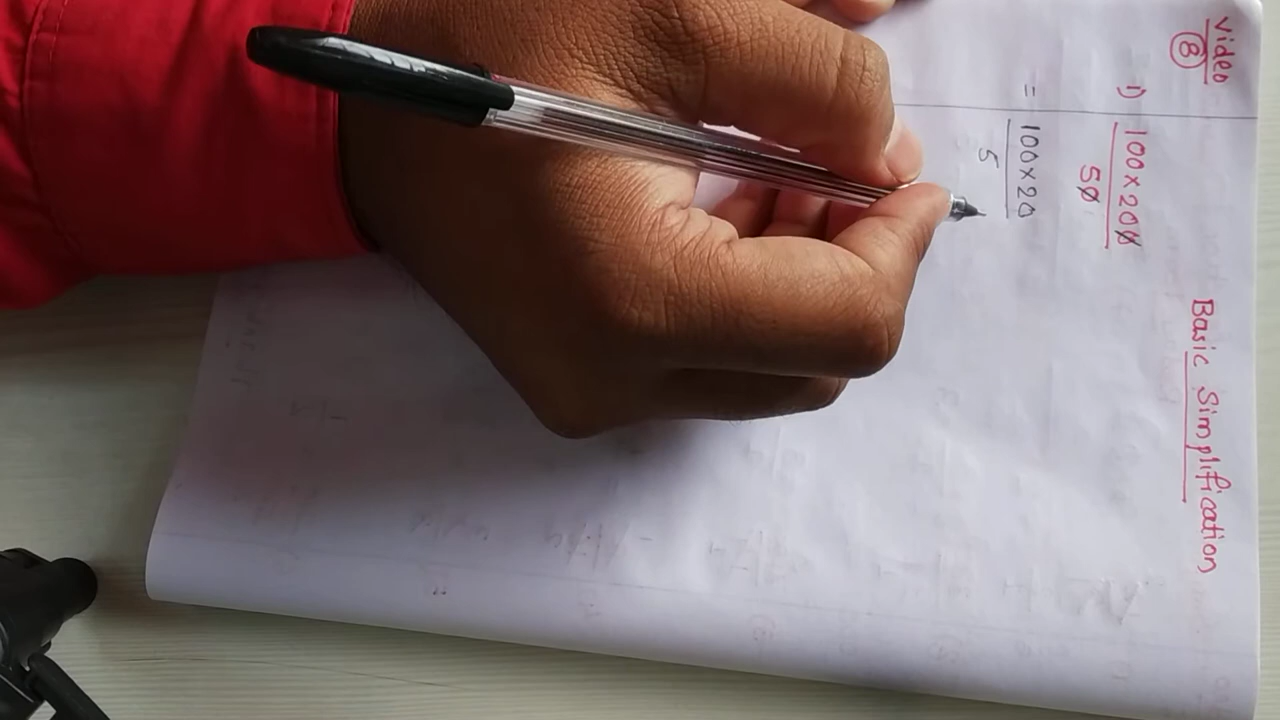 Video
8
Basic Simplification
1) 100 × 200
50
= 100 × 20
5